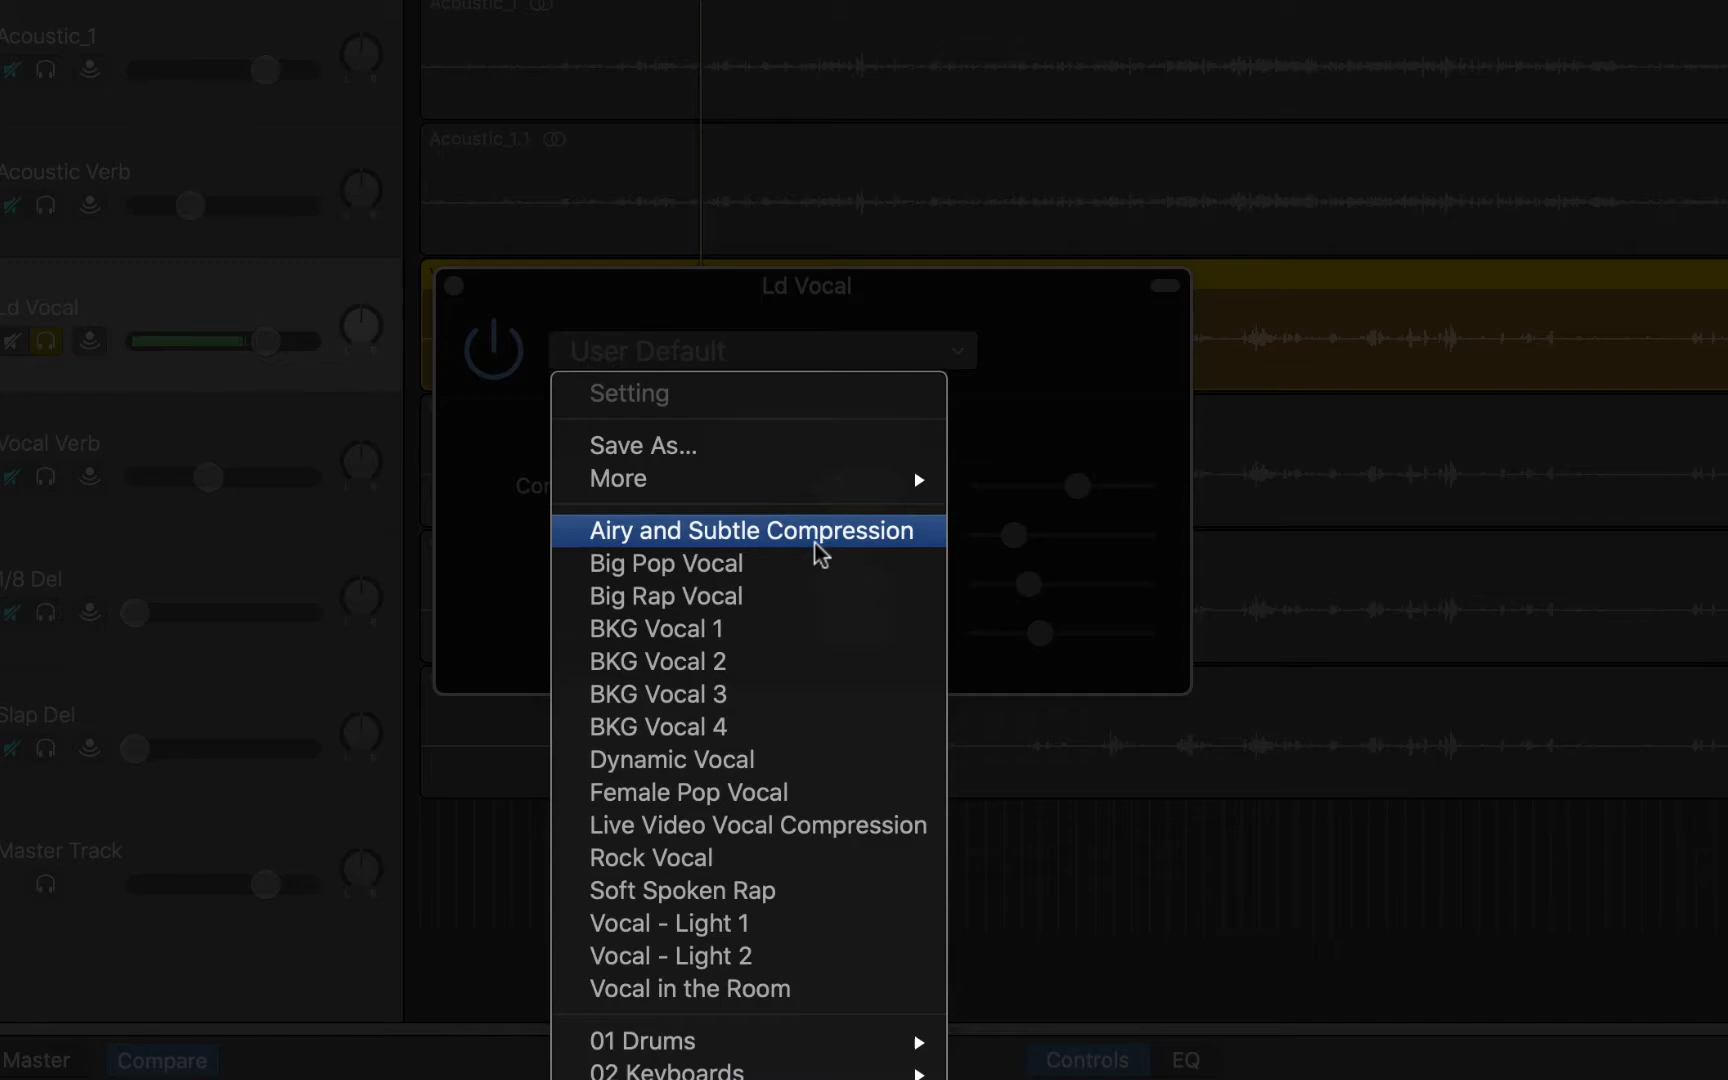 Acoustic_1
Acoustic_1
Acoustic_1.1
Acoustic Verb
Ld Vocal
Ld Vocal
User Default
Setting
Save As...
More
Airy and Subtle Compression
Big Pop Vocal
Big Rap Vocal
BKG Vocal 1
BKG Vocal 2
BKG Vocal 3
BKG Vocal 4
Dynamic Vocal
Female Pop Vocal
Live Video Vocal Compression
Rock Vocal
Soft Spoken Rap
Vocal - Light 1
Vocal - Light 2
Vocal in the Room
01 Drums
02 Keyboards
Vocal Verb
1/8 Del
Slap Del
Master Track
Master
Compare
Controls
EQ